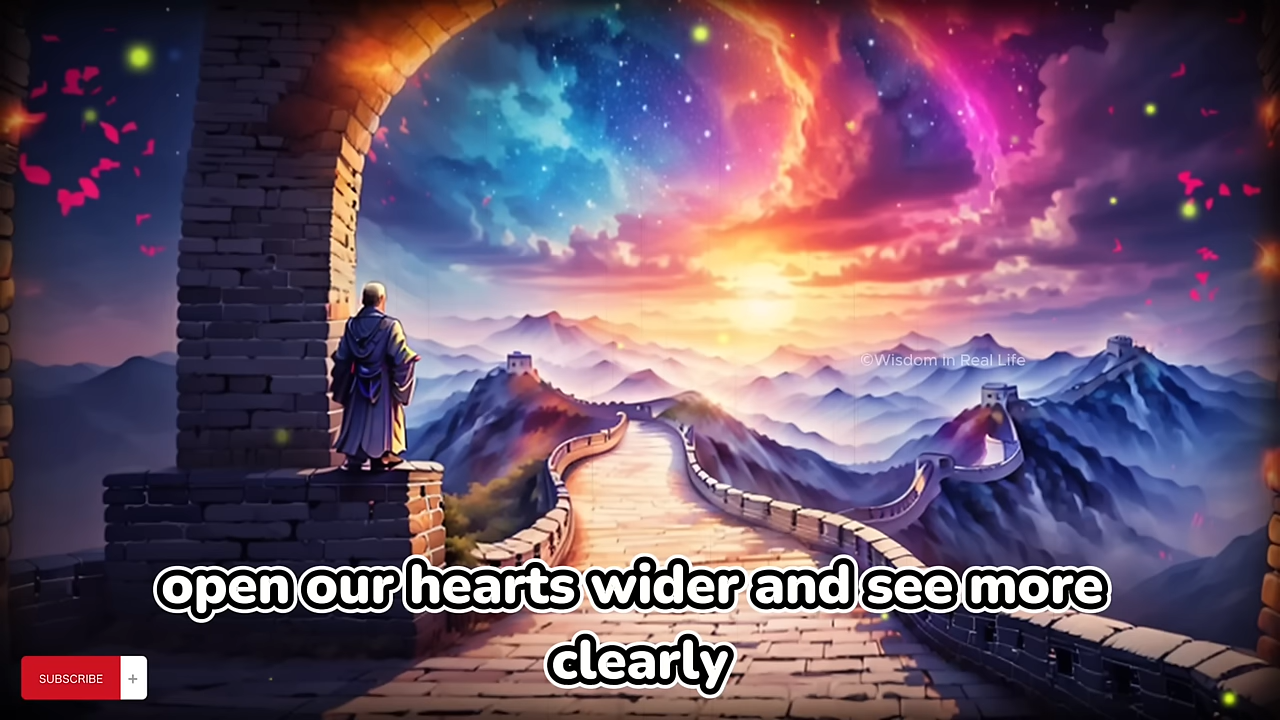 ©Wisdom In Real Life
open our hearts wider and see more
clearly
SUBSCRIBE +